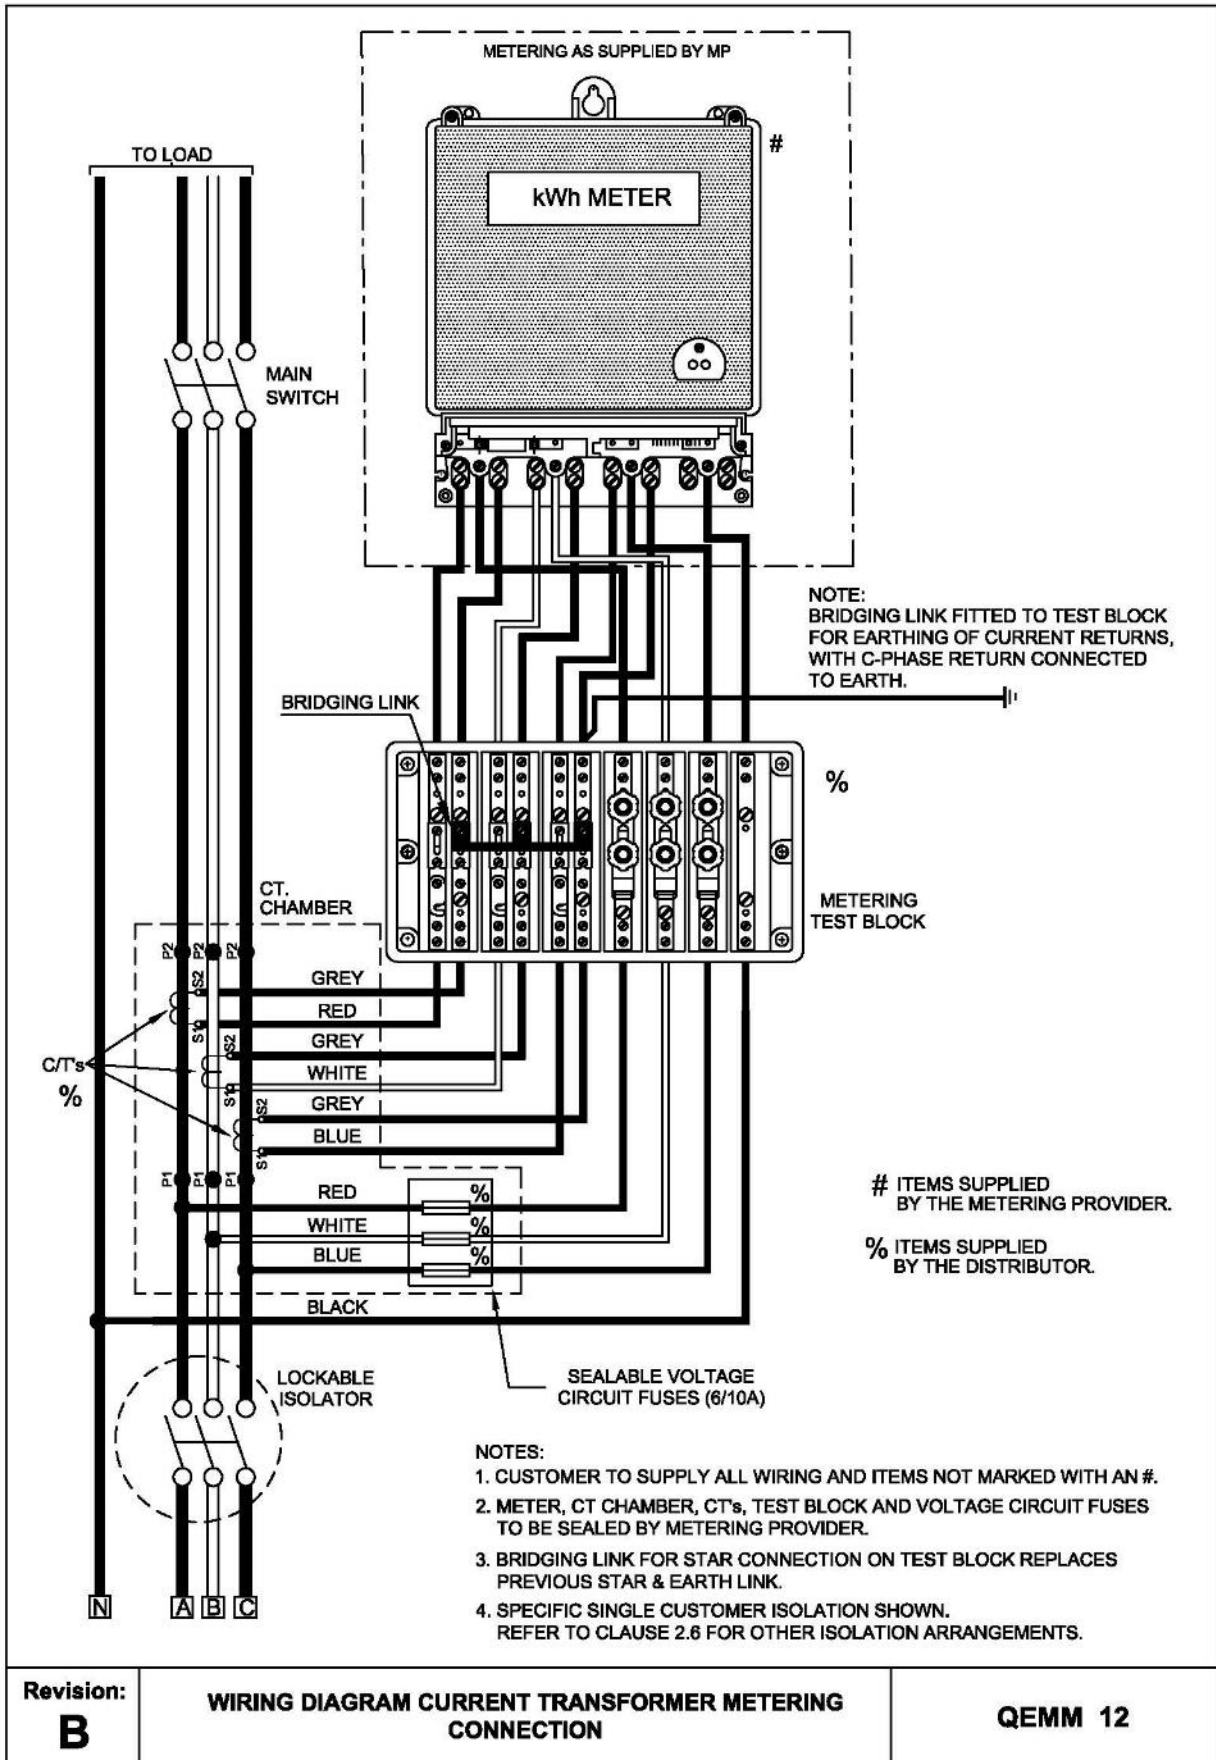 METERING AS SUPPLIED BY MP
#
TO LOAD
kWh METER
MAIN
SWITCH
NOTE:
BRIDGING LINK FITTED TO TEST BLOCK
FOR EARTHING OF CURRENT RETURNS,
WITH C-PHASE RETURN CONNECTED
TO EARTH.
BRIDGING LINK
%
METERING
TEST BLOCK
CT.
CHAMBER
P2
P2
P2
S2
GREY
RED
S1
S2
GREY
C/T's
%
WHITE
S1
S2
GREY
BLUE
S1
P1
P1
P1
RED
%
WHITE
%
BLUE
%
BLACK
# ITEMS SUPPLIED
BY THE METERING PROVIDER.
% ITEMS SUPPLIED
BY THE DISTRIBUTOR.
LOCKABLE
ISOLATOR
SEALABLE VOLTAGE
CIRCUIT FUSES (6/10A)
NOTES:
1. CUSTOMER TO SUPPLY ALL WIRING AND ITEMS NOT MARKED WITH AN #.
2. METER, CT CHAMBER, CT's, TEST BLOCK AND VOLTAGE CIRCUIT FUSES
TO BE SEALED BY METERING PROVIDER.
3. BRIDGING LINK FOR STAR CONNECTION ON TEST BLOCK REPLACES
PREVIOUS STAR & EARTH LINK.
4. SPECIFIC SINGLE CUSTOMER ISOLATION SHOWN.
REFER TO CLAUSE 2.6 FOR OTHER ISOLATION ARRANGEMENTS.
N A B C
Revision:
B
WIRING DIAGRAM CURRENT TRANSFORMER METERING
CONNECTION
QEMM 12